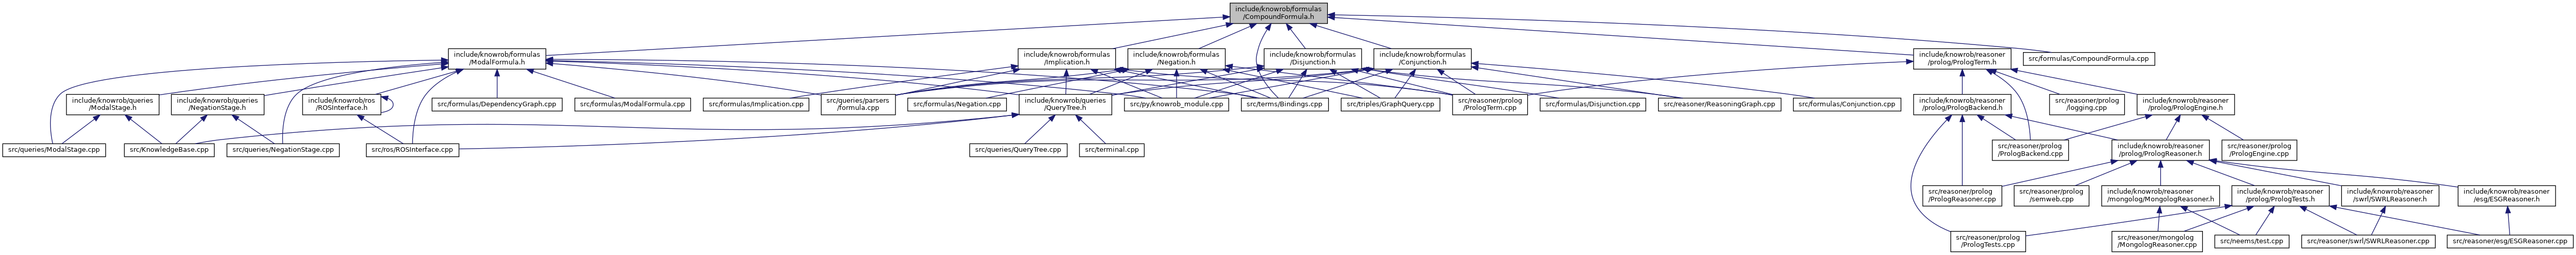 include/knowrob/formulas
/CompoundFormula.h
include/knowrob/formulas
/ModalFormula.h
include/knowrob/formulas
/Implication.h
include/knowrob/formulas
/Negation.h
include/knowrob/formulas
/Disjunction.h
include/knowrob/formulas
/Conjunction.h
include/knowrob/reasoner
/prolog/PrologTerm.h
src/formulas/CompoundFormula.cpp
include/knowrob/queries
/ModalStage.h
include/knowrob/queries
/NegationStage.h
include/knowrob/ros
/ROSInterface.h
src/formulas/DependencyGraph.cpp
src/formulas/ModalFormula.cpp
src/formulas/Implication.cpp
src/queries/parsers
/formula.cpp
src/formulas/Negation.cpp
include/knowrob/queries
/QueryTree.h
src/py/knowrob_module.cpp
src/terms/Bindings.cpp
src/triples/GraphQuery.cpp
src/reasoner/prolog
/PrologTerm.cpp
src/formulas/Disjunction.cpp
src/reasoner/ReasoningGraph.cpp
src/formulas/Conjunction.cpp
include/knowrob/reasoner
/prolog/PrologBackend.h
src/reasoner/prolog
/logging.cpp
include/knowrob/reasoner
/prolog/PrologEngine.h
src/queries/ModalStage.cpp
src/KnowledgeBase.cpp
src/queries/NegationStage.cpp
src/ros/ROSInterface.cpp
src/queries/QueryTree.cpp
src/terminal.cpp
src/reasoner/prolog
/PrologBackend.cpp
include/knowrob/reasoner
/prolog/PrologReasoner.h
src/reasoner/prolog
/PrologEngine.cpp
src/reasoner/prolog
/PrologReasoner.cpp
src/reasoner/prolog
/semweb.cpp
include/knowrob/reasoner
/mongolog/MongologReasoner.h
include/knowrob/reasoner
/prolog/PrologTests.h
include/knowrob/reasoner
/swrl/SWRLReasoner.h
include/knowrob/reasoner
/esg/ESGReasoner.h
src/reasoner/prolog
/PrologTests.cpp
src/reasoner/mongolog
/MongologReasoner.cpp
src/neems/test.cpp
src/reasoner/swrl/SWRLReasoner.cpp
src/reasoner/esg/ESGReasoner.cpp